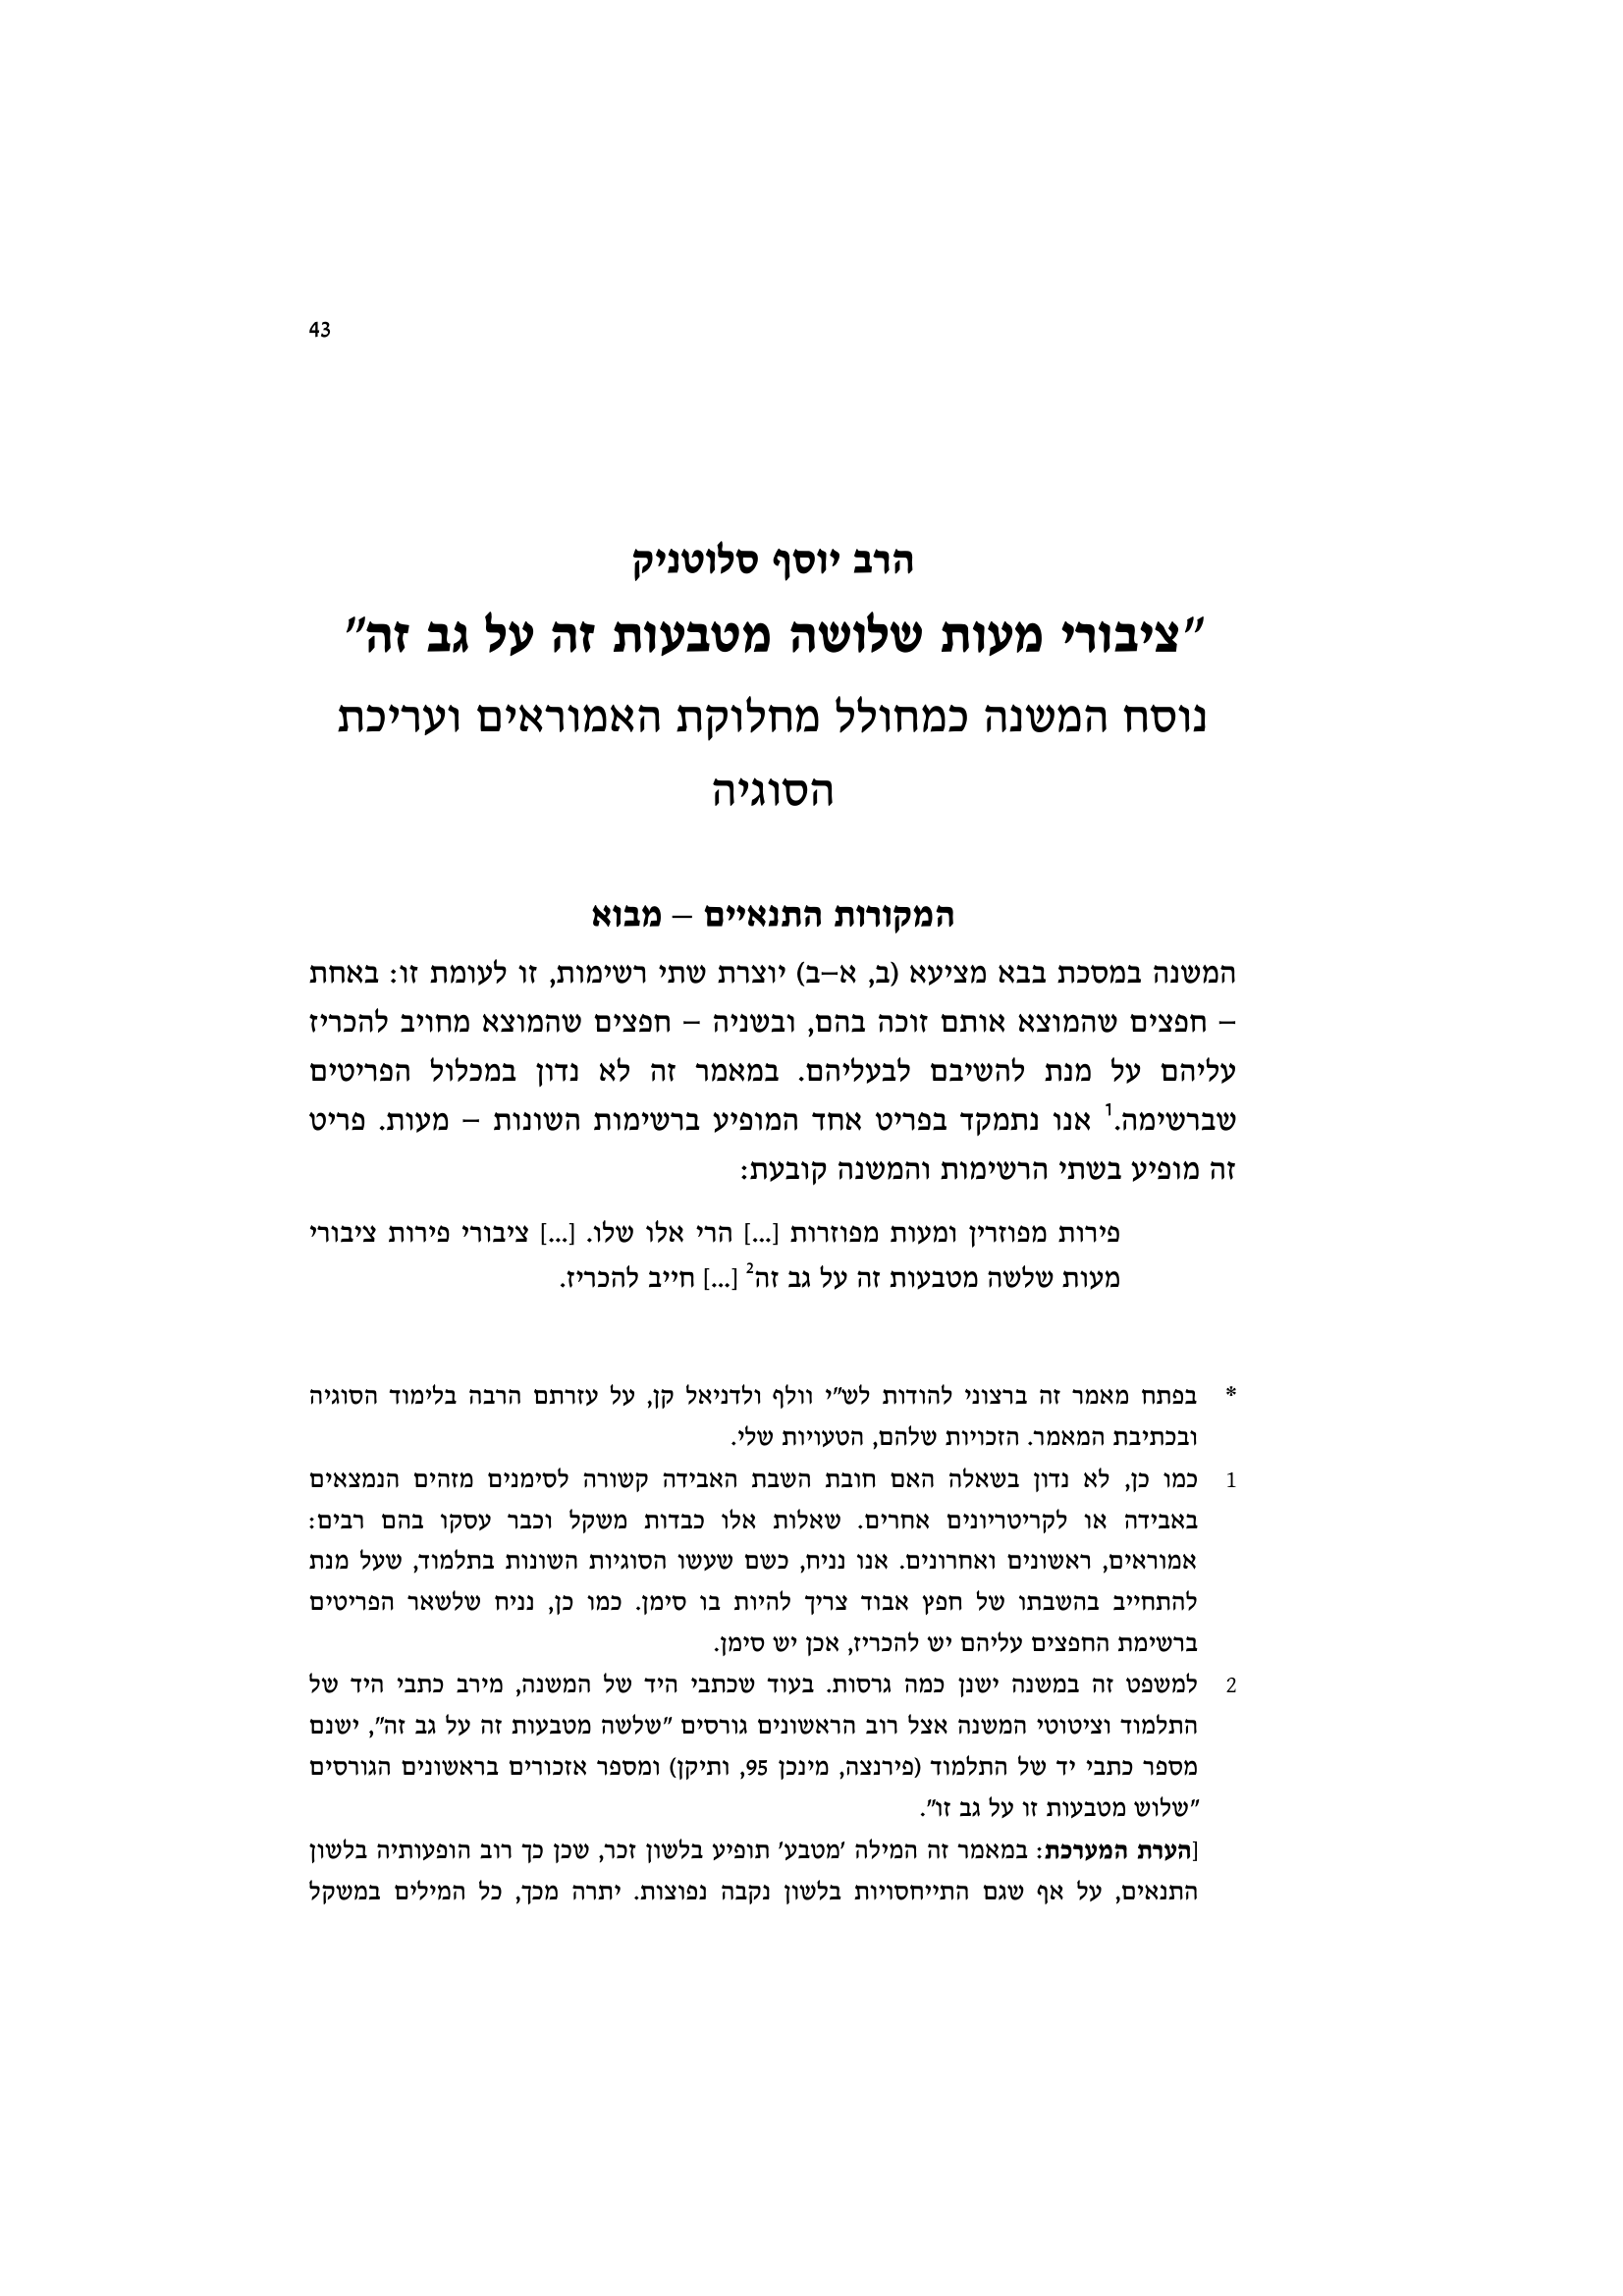 43
הרב יוסף סלוטניק
"ציבורי מעות שלושה מטבעות זה על גב זה"
נוסח המשנה כמחולל מחלוקת האמוראים ועריכת
הסוגיה
המקורות התנאיים – מבוא
המשנה במסכת בבא מציעא (ב, א–ב) יוצרת שתי רשימות, זו לעומת זו: באחת
– חפצים שהמוצא אותם זוכה בהם, ובשניה – חפצים שהמוצא מחויב להכריז
עליהם על מנת להשיבם לבעליהם. במאמר זה לא נדון במכלול הפריטים
שברשימה.1 אנו נתמקד בפריט אחד המופיע ברשימות השונות – מעות. פריט
זה מופיע בשתי הרשימות והמשנה קובעת:
פירות מפוזרין ומעות מפוזרות [...] הרי אלו שלו. [...] ציבורי פירות ציבורי
מעות שלשה מטבעות זה על גב זה2 [...] חייב להכריז.
* בפתח מאמר זה ברצוני להודות לש"י וולף ולדניאל קן, על עזרתם הרבה בלימוד הסוגיה
ובכתיבת המאמר. הזכויות שלהם, הטעויות שלי.
1 כמו כן, לא נדון בשאלה האם חובת השבת האבידה קשורה לסימנים מזהים הנמצאים
באבידה או לקריטריונים אחרים. שאלות אלו כבדות משקל וכבר עסקו בהם רבים:
אמוראים, ראשונים ואחרונים. אנו נניח, כשם שעשו הסוגיות השונות בתלמוד, שעל מנת
להתחייב בהשבתו של חפץ אבוד צריך להיות בו סימן. כמו כן, נניח שלשאר הפריטים
ברשימת החפצים עליהם יש להכריז, אכן יש סימן.
2 למשפט זה במשנה ישנן כמה גרסות. בעוד שכתבי היד של המשנה, מירב כתבי היד של
התלמוד וציטוטי המשנה אצל רוב הראשונים גורסים "שלשה מטבעות זה על גב זה", ישנם
מספר כתבי יד של התלמוד (פירנצה, מינכן 95, ותיקן) ומספר אזכורים בראשונים הגורסים
"שלוש מטבעות זו על גב זו".
[הערת המערכת: במאמר זה המילה 'מטבע' תופיע בלשון זכר, שכן כך רוב הופעותיה בלשון
התנאים, על אף שגם התייחסויות בלשון נקבה נפוצות. יתרה מכך, כל המילים במשקל